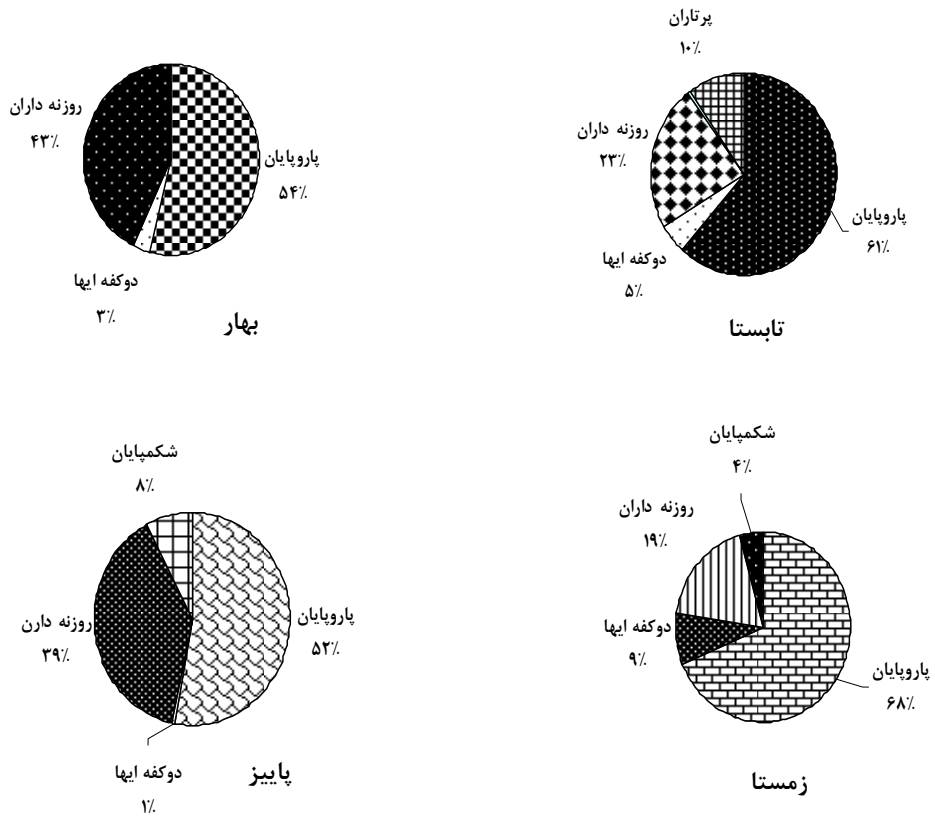 پرتاران
۱۰٪
روزنه داران
۲۳٪
پاروپایان
۶۱٪
دوکفه ایها
۵٪
تابستا
روزنه داران
۴۳٪
پاروپایان
۵۴٪
دوکفه ایها
۳٪
بهار
شکمپایان
۴٪
روزنه داران
۱۹٪
دوکفه ایها
۹٪
پاروپایان
۶۸٪
زمستا
شکمپایان
۸٪
پاروپایان
۵۲٪
روزنه دارن
۳۹٪
دوکفه ایها
۱٪
پاییز